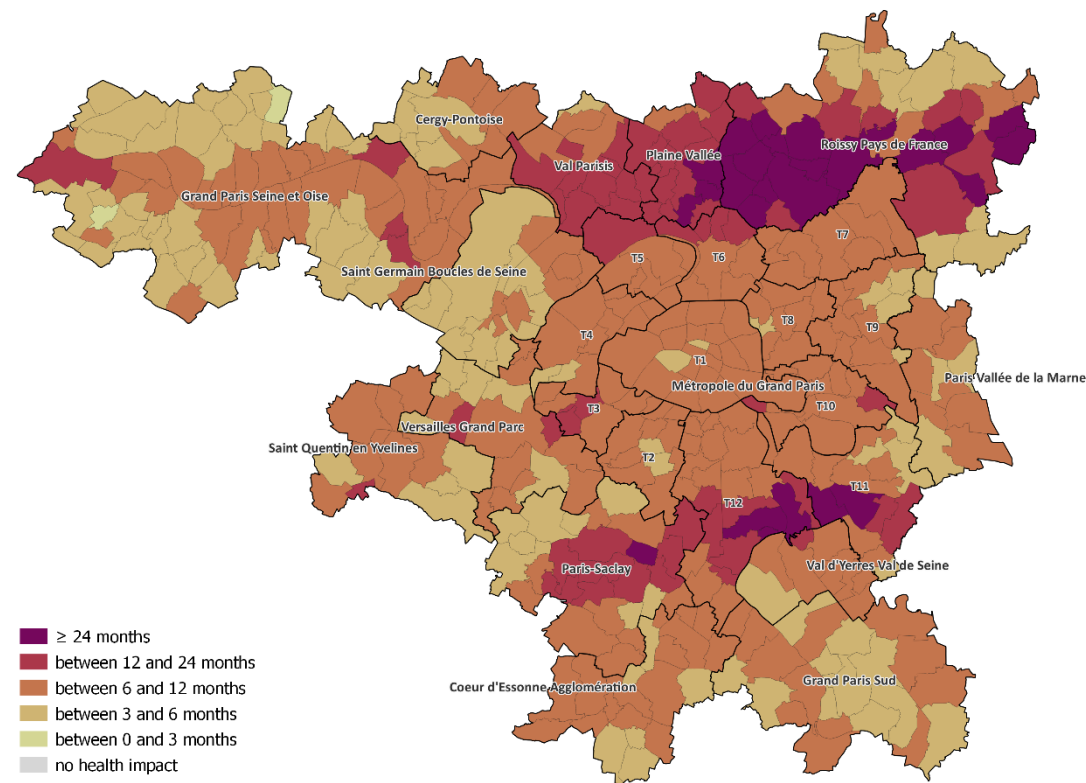 Cergy-Pontoise
Roissy Pays de France
Plaine Vallée
Val Parisis
Grand Paris Seine et Oise
T7
T5
T6
Saint Germain Boucles de Seine
T8
T9
T4
T1
Paris Vallée de la Marne
Métropole du Grand Paris
T3
T10
Versailles Grand Parc
Saint Quentin en Yvelines
T2
T11
T12
Paris-Saclay
Val d'Yerres Val de Seine
Grand Paris Sud
Coeur d'Essonne Agglomération
≥ 24 months
between 12 and 24 months
between 6 and 12 months
between 3 and 6 months
between 0 and 3 months
no health impact